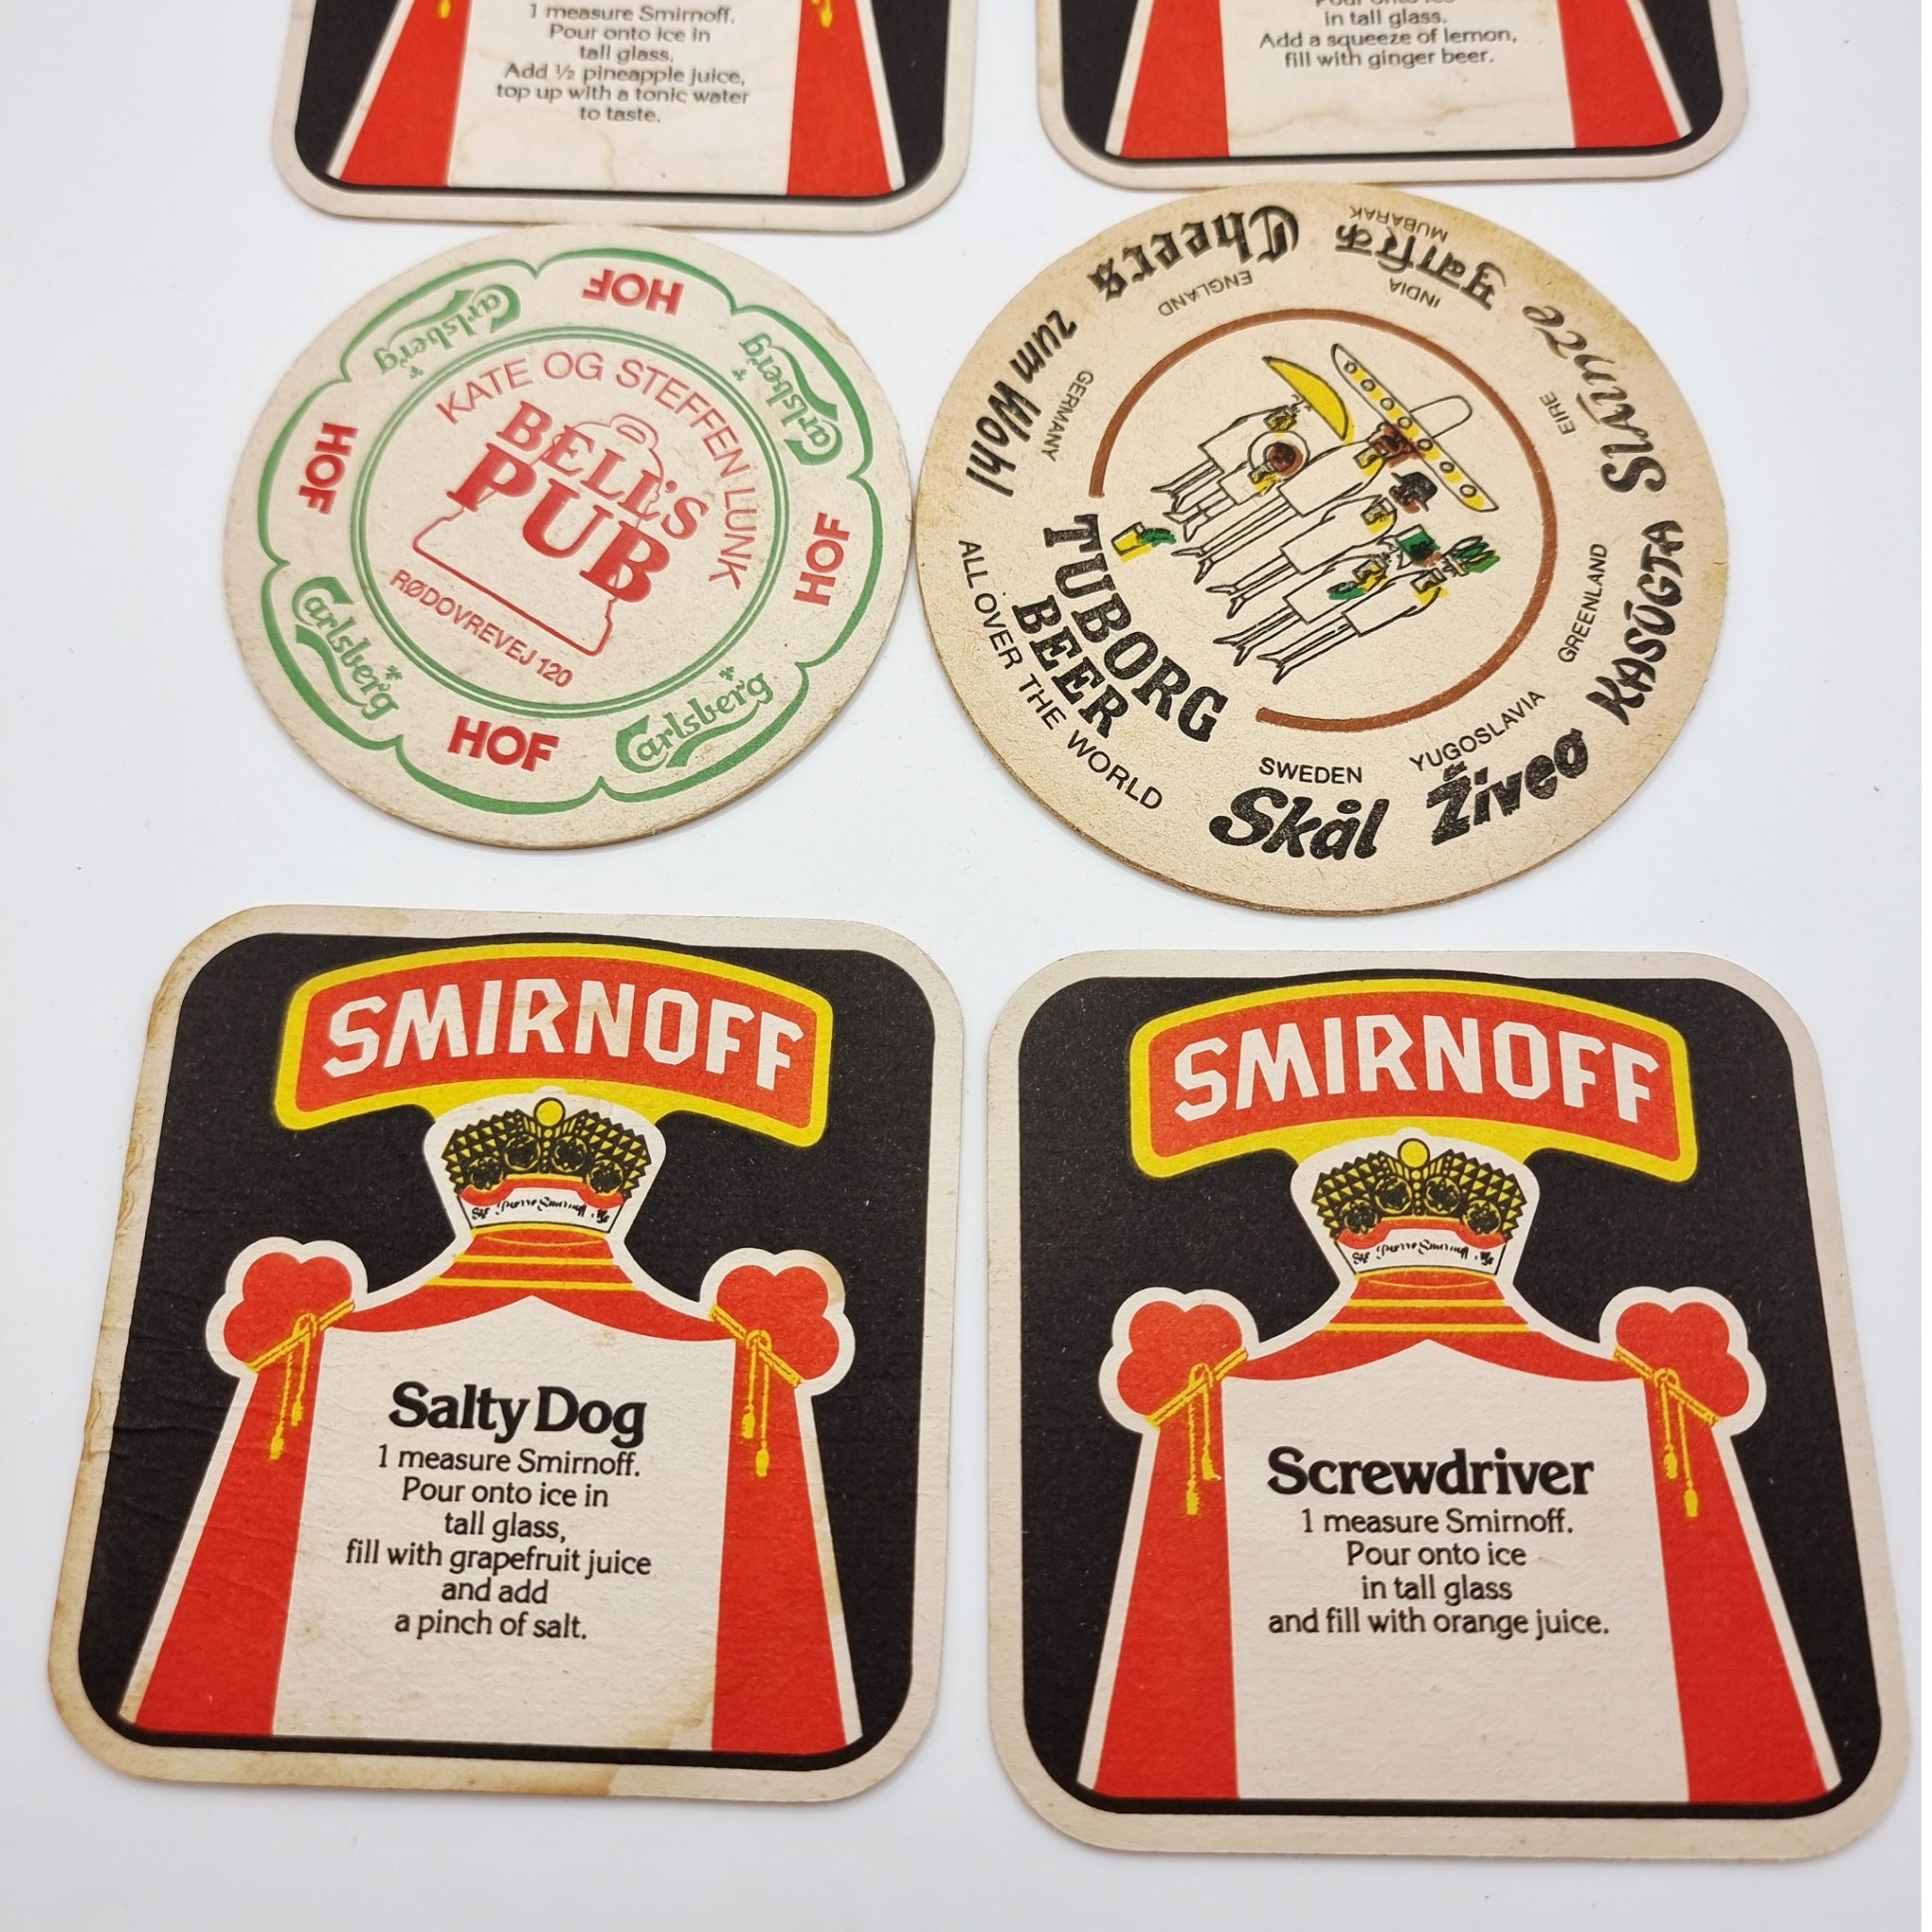 1 measure Smirnoff.
Pour onto ice in
tall glass,
Add ½ pineapple juice,
top up with a tonic water
to taste.
Pour onto ice
in tall glass.
Add a squeeze of lemon,
fill with ginger beer.
HOF
Carlsberg
HOF
Carlsberg
HOF
Carlsberg
HOF
Carlsberg
KATE OG STEFFEN LUNK
BELL'S
PUB
RØDOVREVEJ 120
TUBORG
BEER
ALL OVER THE WORLD
GERMANY
zum Wohl
ENGLAND
Cheers
INDIA
MUBARAK
EIRE
Sláinte
GREENLAND
KASÚGTA
YUGOSLAVIA
Živeo
SWEDEN
Skål
SMIRNOFF
Salty Dog
1 measure Smirnoff.
Pour onto ice in
tall glass,
fill with grapefruit juice
and add
a pinch of salt.
SMIRNOFF
Screwdriver
1 measure Smirnoff.
Pour onto ice
in tall glass
and fill with orange juice.